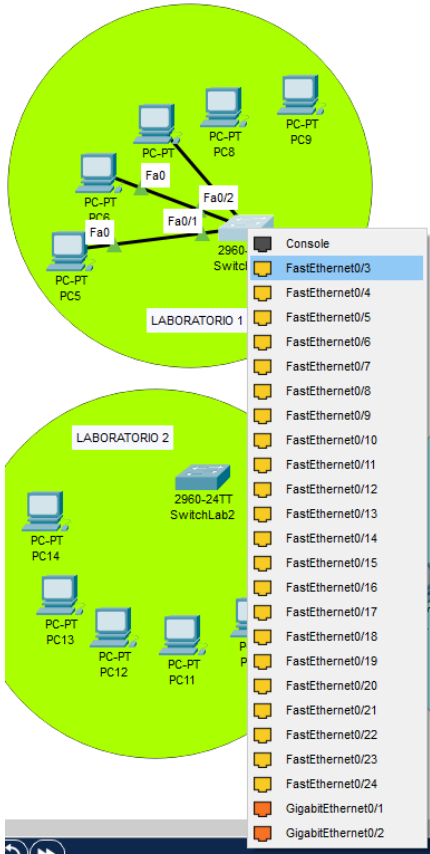 PC-PT
PC9
PC-PT
PC8
PC-PT
Fa0
PC-PT
PC6
Fa0/2
Fa0/1
Fa0
2960-
Switch
PC-PT
PC5
LABORATORIO 1
Console
FastEthernet0/3
FastEthernet0/4
FastEthernet0/5
FastEthernet0/6
FastEthernet0/7
FastEthernet0/8
FastEthernet0/9
FastEthernet0/10
FastEthernet0/11
FastEthernet0/12
FastEthernet0/13
FastEthernet0/14
FastEthernet0/15
FastEthernet0/16
FastEthernet0/17
FastEthernet0/18
FastEthernet0/19
FastEthernet0/20
FastEthernet0/21
FastEthernet0/22
FastEthernet0/23
FastEthernet0/24
GigabitEthernet0/1
GigabitEthernet0/2
LABORATORIO 2
2960-24TT
SwitchLab2
PC-PT
PC14
PC-PT
PC13
PC-PT
PC12
PC-PT
PC11
P
P